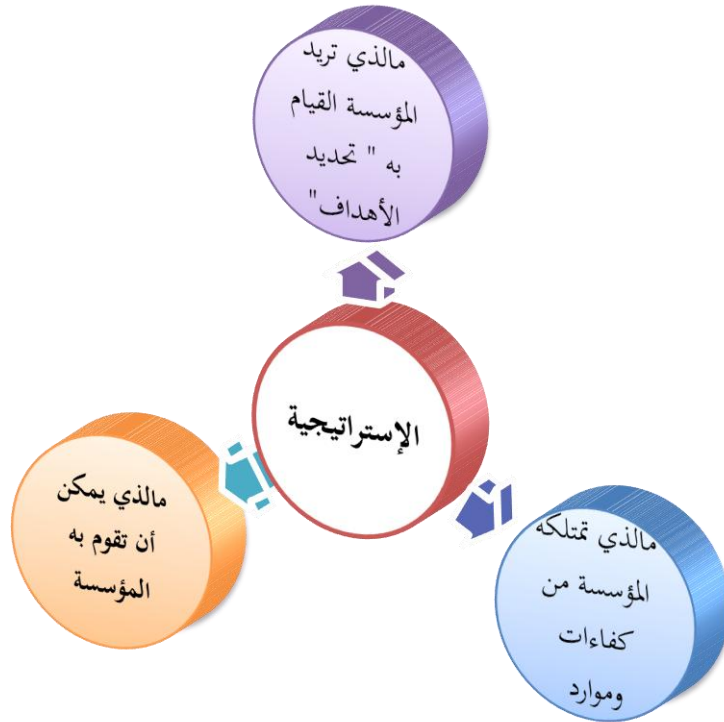 مالذي تريد
المؤسسة القيام
به " تحديد
الأهداف"
الإستراتيجية
مالذي يمكن
أن تقوم به
المؤسسة
مالذي تمتلكه
المؤسسة من
كفاءات
وموارد